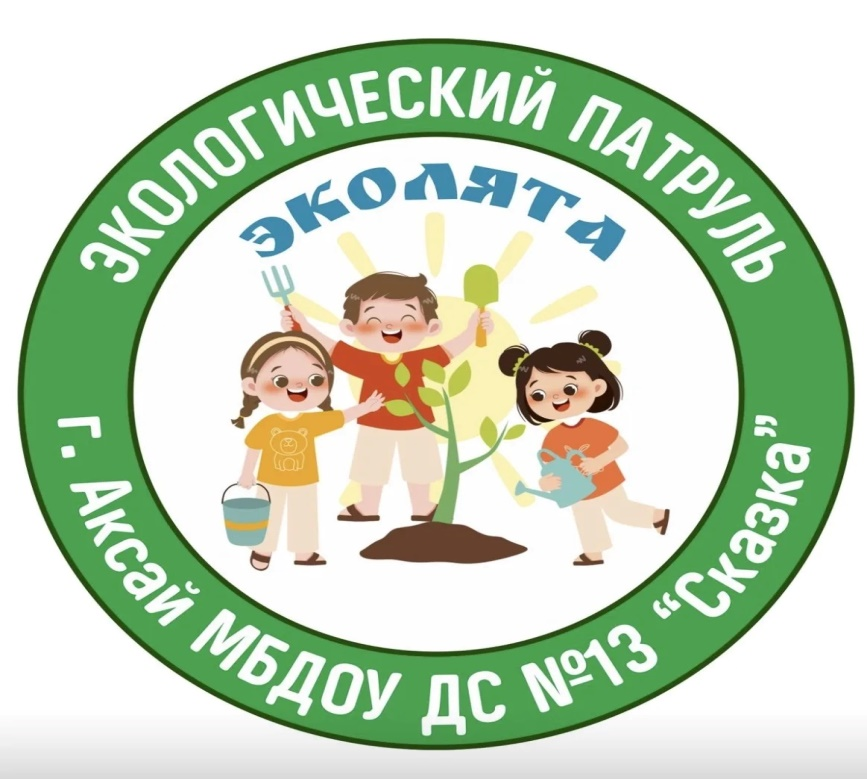 ЭКОЛОГИЧЕСКИЙ ПАТРУЛЬ
ЭКОЛЯТА
г. Аксай МБДОУ ДС №13 “Сказка”